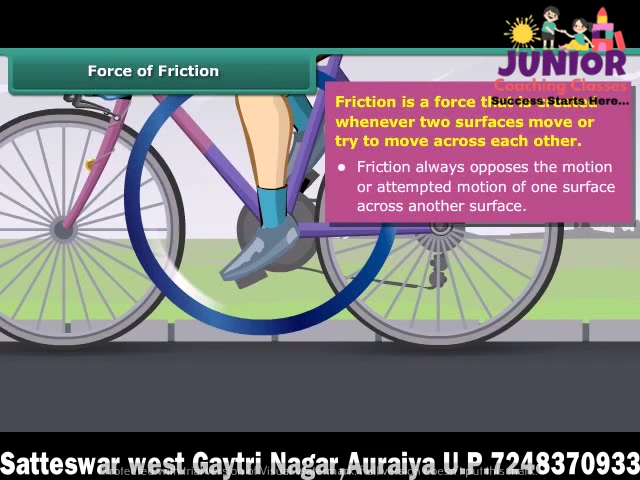 JUNIOR
Coaching Classes
Success Starts Here...
Force of Friction
Friction is a force that is
whenever two surfaces move or
try to move across each other.
● Friction always opposes the motion
or attempted motion of one surface
across another surface.
Satteswar west Gaytri Nagar,Auraiya U.P.7248370933